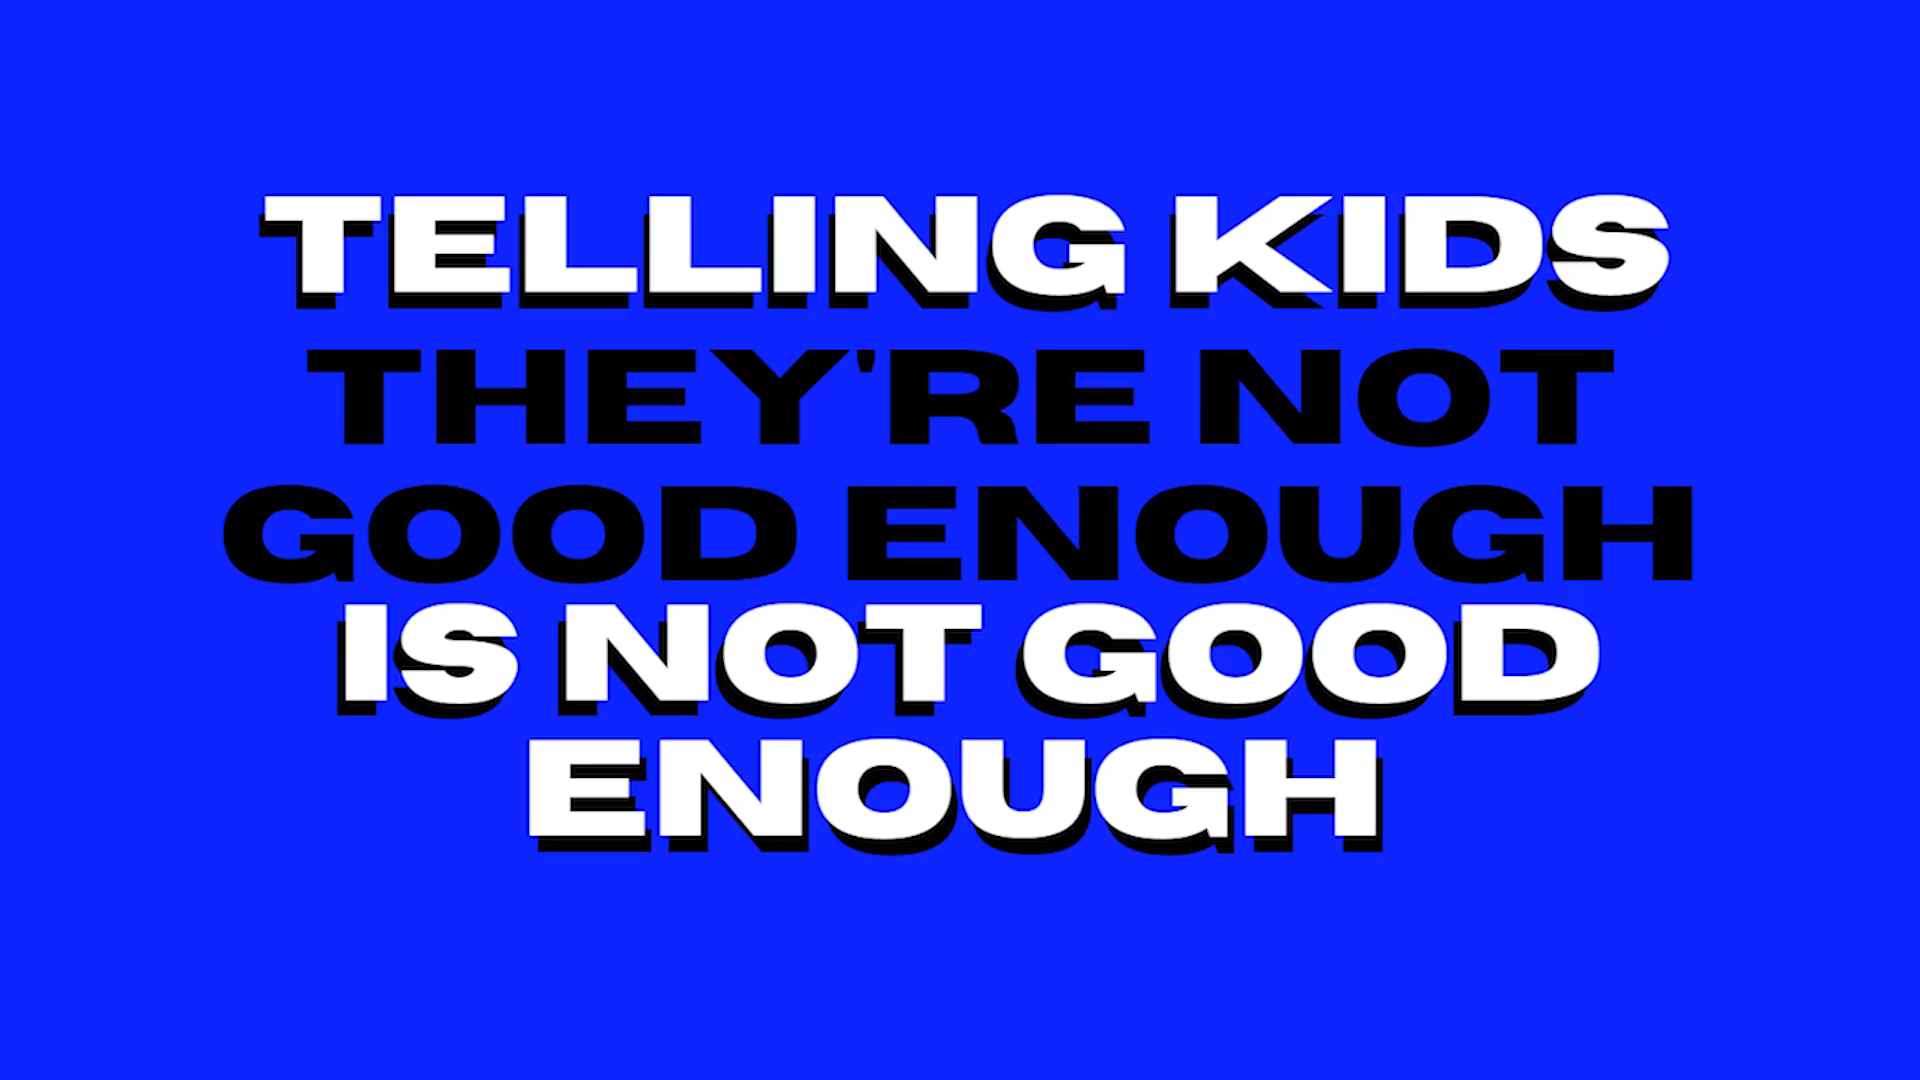 TELLING KIDS
THEY'RE NOT
GOOD ENOUGH
IS NOT GOOD
ENOUGH